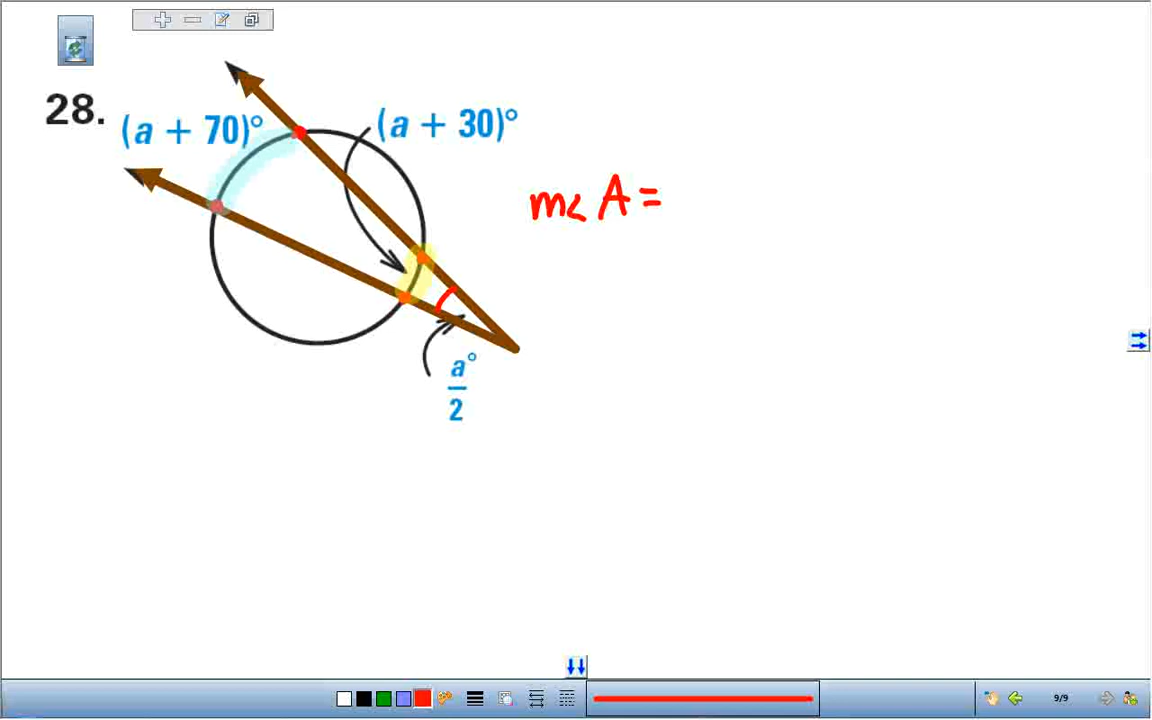 28. (a + 70)° (a + 30)°
m< A =
a°
2
9/9